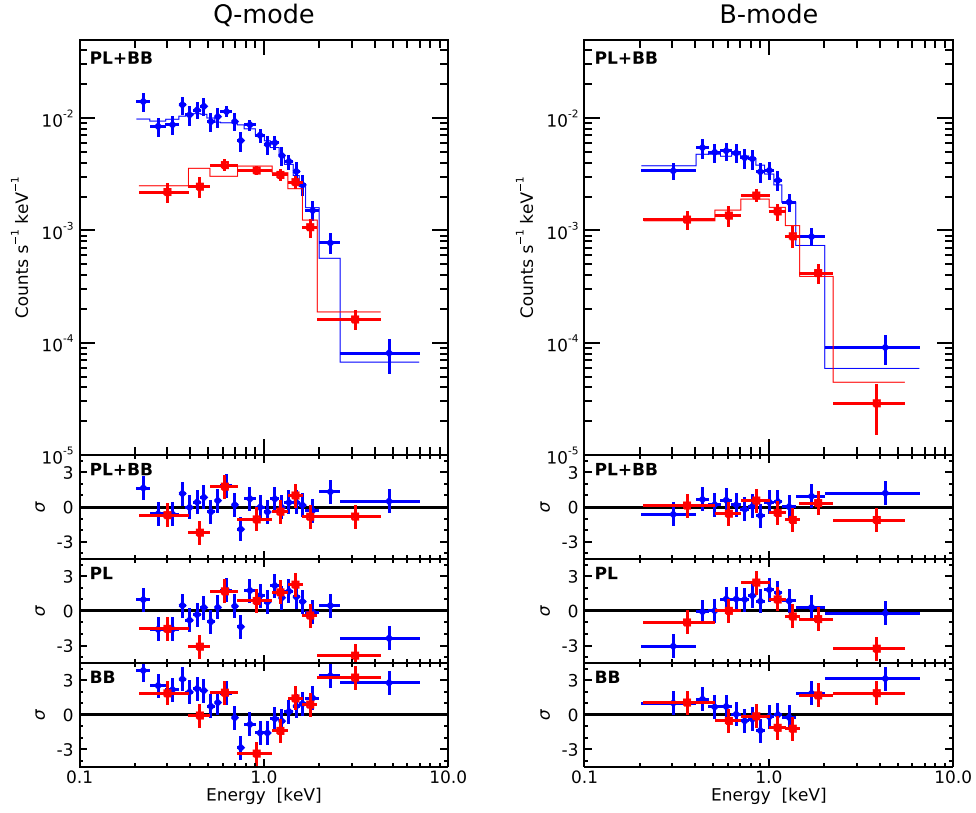 Q-mode
B-mode
PL+BB
PL+BB
10⁻²
10⁻³
10⁻⁴
10⁻⁵
Counts s⁻¹ keV⁻¹
10⁻²
10⁻³
10⁻⁴
10⁻⁵
Counts s⁻¹ keV⁻¹
PL+BB
3
0
-3
σ
PL+BB
3
0
-3
σ
PL
3
0
-3
σ
PL
3
0
-3
σ
BB
3
0
-3
σ
BB
3
0
-3
σ
0.1 1.0 10.0
0.1 1.0 10.0
Energy [keV]
Energy [keV]